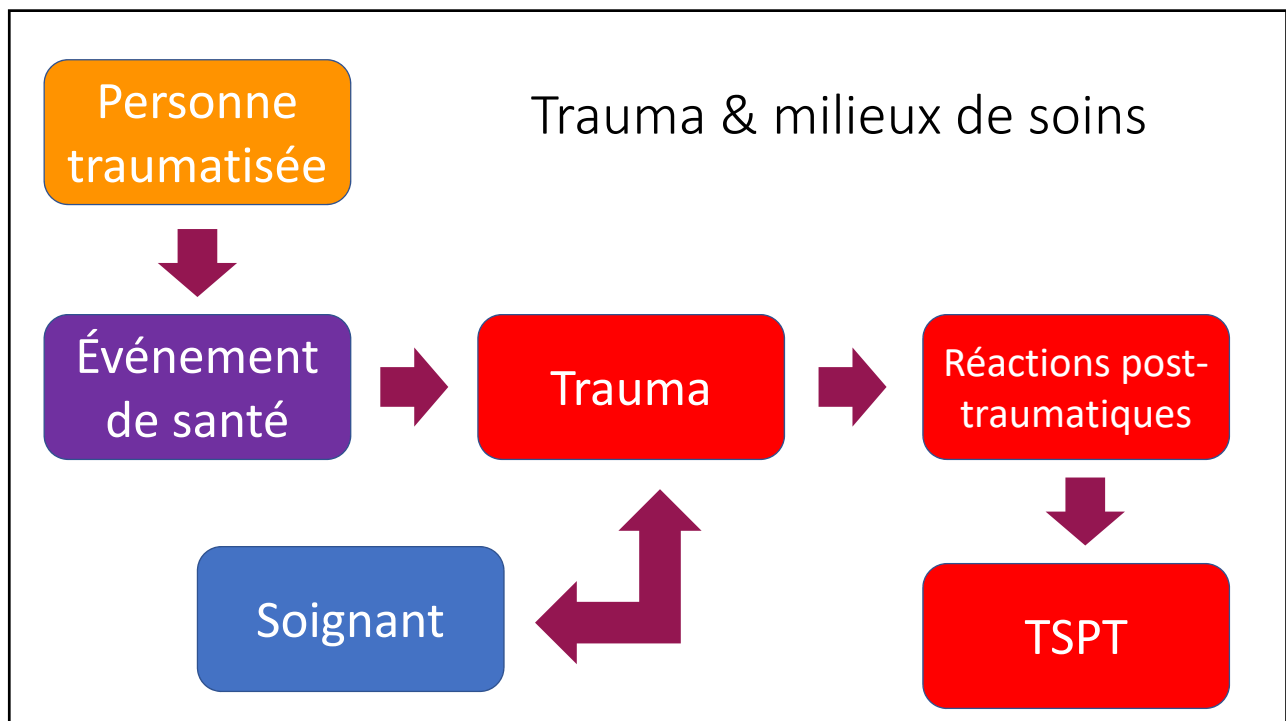 Personne
traumatisée
Trauma & milieux de soins
Événement
de santé
Trauma
Réactions post-
traumatiques
Soignant
TSPT